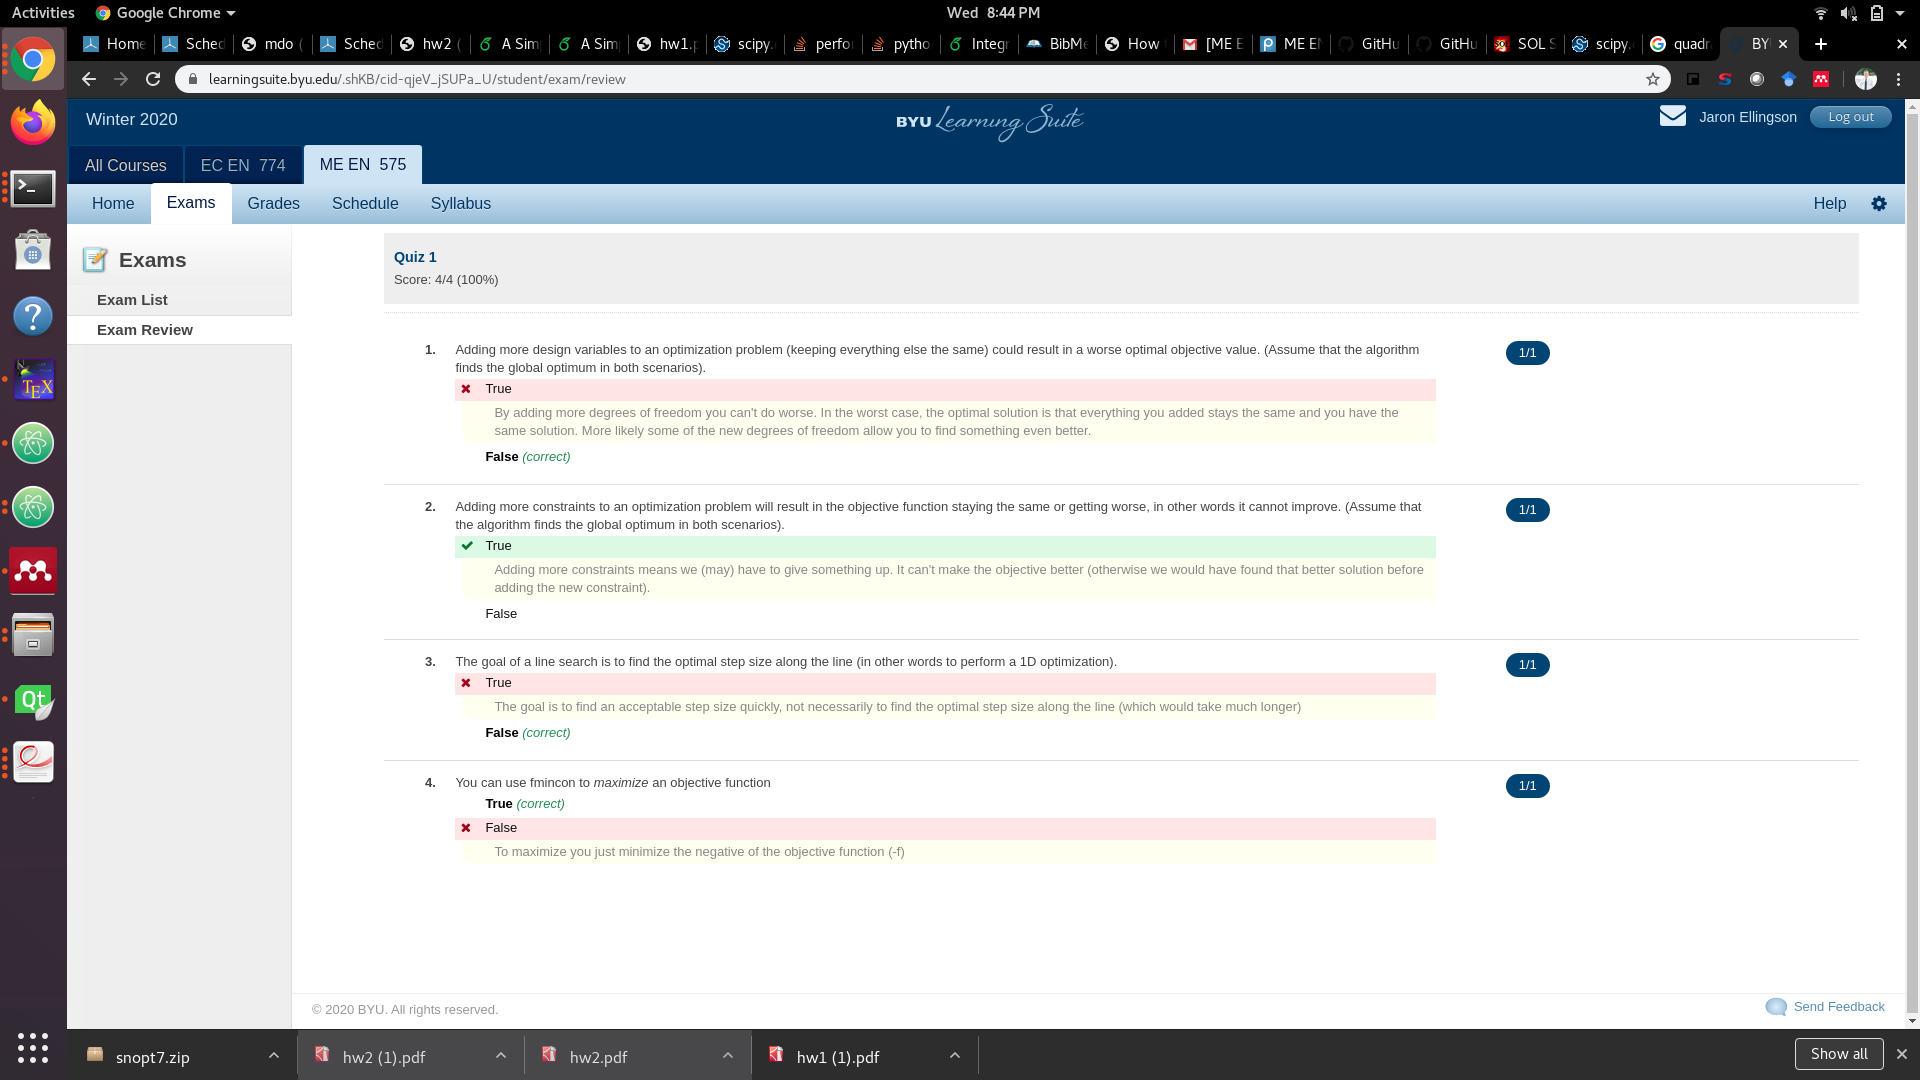 Activities
Google Chrome
Wed 8:44 PM
Home
Sched
mdo (
Sched
hw2 (
A Sim
A Sim
hw1.p
scipy.
perfo
pytho
Integr
BibMe
How
[ME E
ME EN
GitHu
GitHu
SOL S
scipy.
quadr
BY
learningsuite.byu.edu/.shKB/cid-qjeV_jSUPa_U/student/exam/review
Winter 2020
BYU Learning Suite
Jaron Ellingson
Log out
All Courses
EC EN 774
ME EN 575
Home
Exams
Grades
Schedule
Syllabus
Help
Exams
Exam List
Exam Review
Quiz 1
Score: 4/4 (100%)
1. Adding more design variables to an optimization problem (keeping everything else the same) could result in a worse optimal objective value. (Assume that the algorithm
finds the global optimum in both scenarios).
1/1
True
By adding more degrees of freedom you can't do worse. In the worst case, the optimal solution is that everything you added stays the same and you have the
same solution. More likely some of the new degrees of freedom allow you to find something even better.
False (correct)
2. Adding more constraints to an optimization problem will result in the objective function staying the same or getting worse, in other words it cannot improve. (Assume that
the algorithm finds the global optimum in both scenarios).
1/1
True
Adding more constraints means we (may) have to give something up. It can't make the objective better (otherwise we would have found that better solution before
adding the new constraint).
False
3. The goal of a line search is to find the optimal step size along the line (in other words to perform a 1D optimization).
1/1
True
The goal is to find an acceptable step size quickly, not necessarily to find the optimal step size along the line (which would take much longer)
False (correct)
4. You can use fmincon to maximize an objective function
1/1
True (correct)
False
To maximize you just minimize the negative of the objective function (-f)
© 2020 BYU. All rights reserved.
Send Feedback
snopt7.zip
hw2 (1).pdf
hw2.pdf
hw1 (1).pdf
Show all